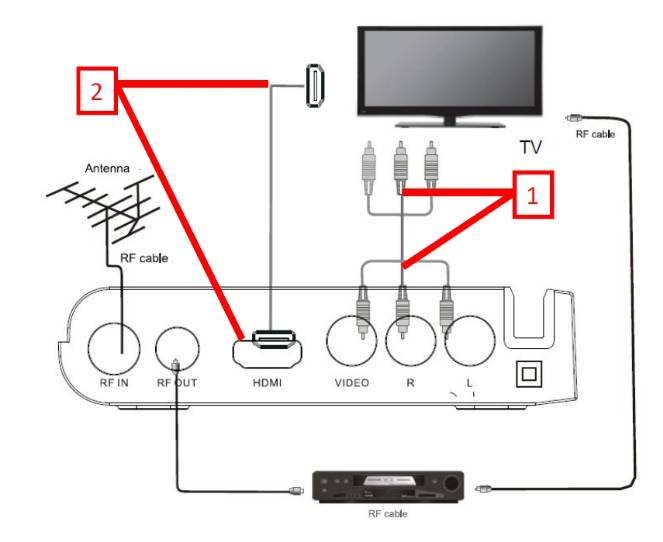 2
TV
RF cable
Antenna
1
RF cable
RF IN
RF OUT
HDMI
VIDEO
R
L
RF cable